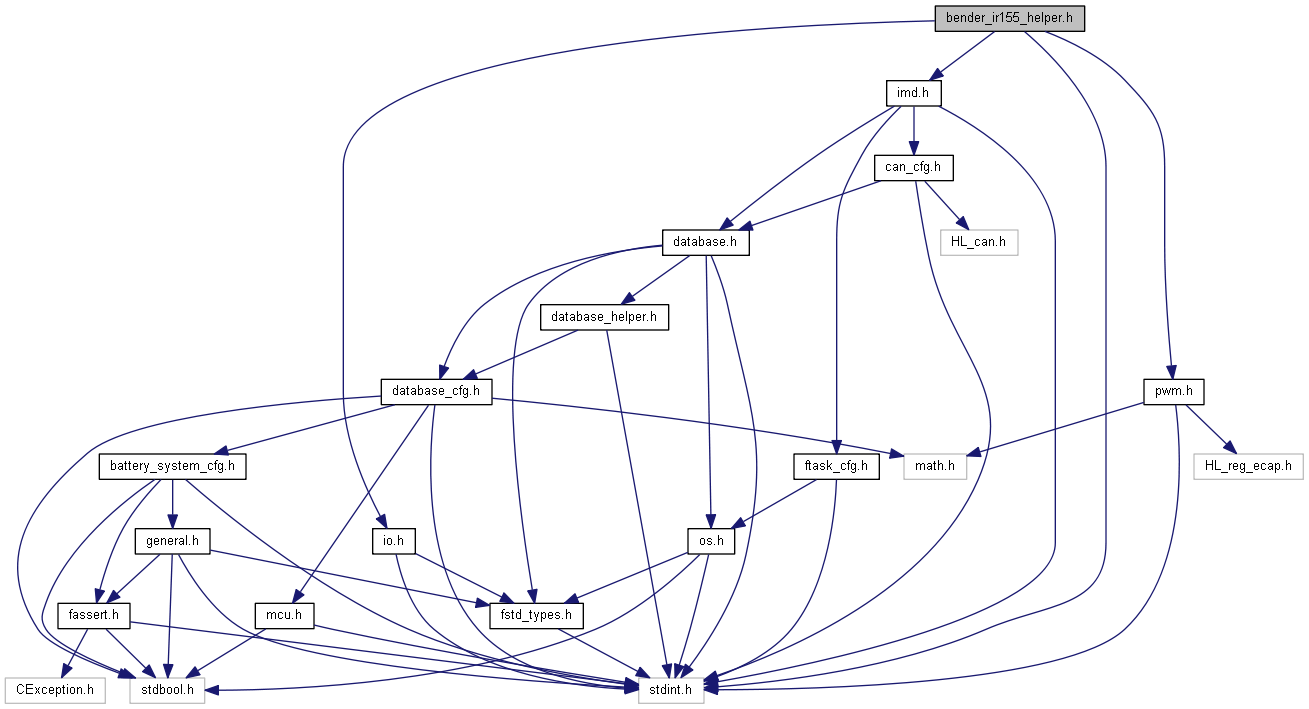 bender_ir155_helper.h
imd.h
can_cfg.h
database.h
HL_can.h
database_helper.h
database_cfg.h
pwm.h
battery_system_cfg.h
ftask_cfg.h
math.h
HL_reg_ecap.h
general.h
io.h
os.h
fassert.h
mcu.h
fstd_types.h
CException.h
stdbool.h
stdint.h